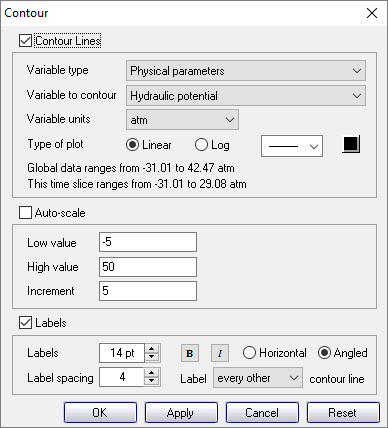 Contour
Contour Lines
Variable type Physical parameters
Variable to contour Hydraulic potential
Variable units atm
Type of plot Linear Log
Global data ranges from -31.01 to 42.47 atm
This time slice ranges from -31.01 to 29.08 atm
Auto-scale
Low value -5
High value 50
Increment 5
Labels
Labels 14 pt B I Horizontal Angled
Label spacing 4 Label every other contour line
OK Apply Cancel Reset